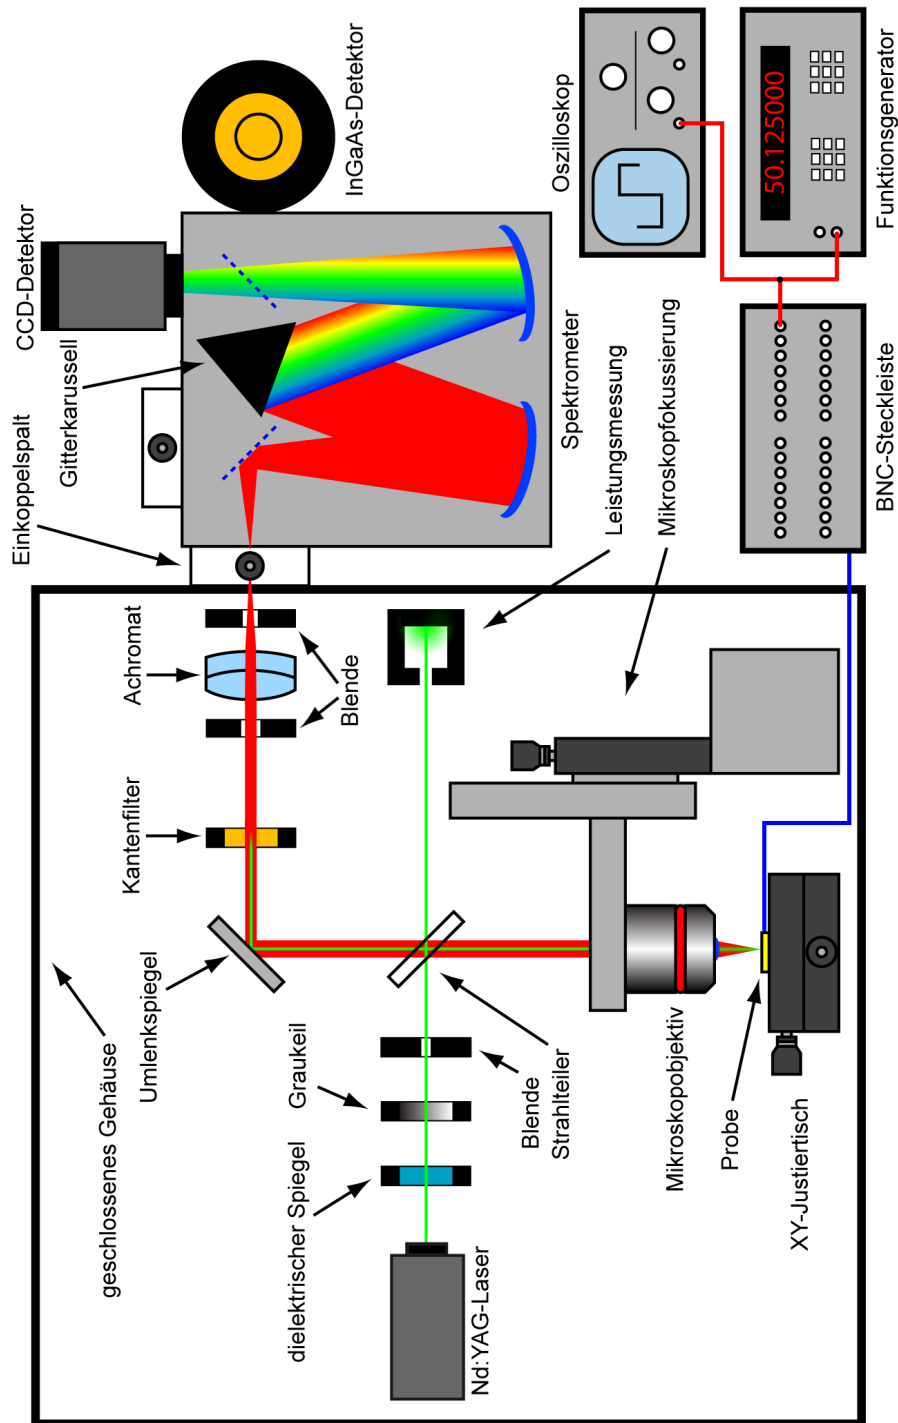 geschlossenes Gehäuse
Umlenkspiegel
Kantenfilter
Achromat
Blende
Einkoppelspalt
Gitterkarussell
CCD-Detektor
InGaAs-Detektor
Spektrometer
dielektrischer Spiegel
Graukeil
Blende
Strahlteiler
Nd:YAG-Laser
Leistungsmessung
Mikroskopfokussierung
Mikroskopobjektiv
Probe
XY-Justiertisch
Oszilloskop
50.125000
Funktionsgenerator
BNC-Steckleiste